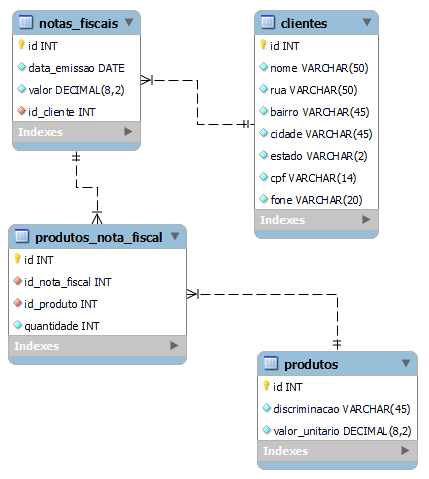 notas_fiscais
id INT
data_emissao DATE
valor DECIMAL(8,2)
id_cliente INT
Indexes
clientes
id INT
nome VARCHAR(50)
rua VARCHAR(50)
bairro VARCHAR(45)
cidade VARCHAR(45)
estado VARCHAR(2)
cpf VARCHAR(14)
fone VARCHAR(20)
Indexes
produtos_nota_fiscal
id INT
id_nota_fiscal INT
id_produto INT
quantidade INT
Indexes
produtos
id INT
discriminacao VARCHAR(45)
valor_unitario DECIMAL(8,2)
Indexes